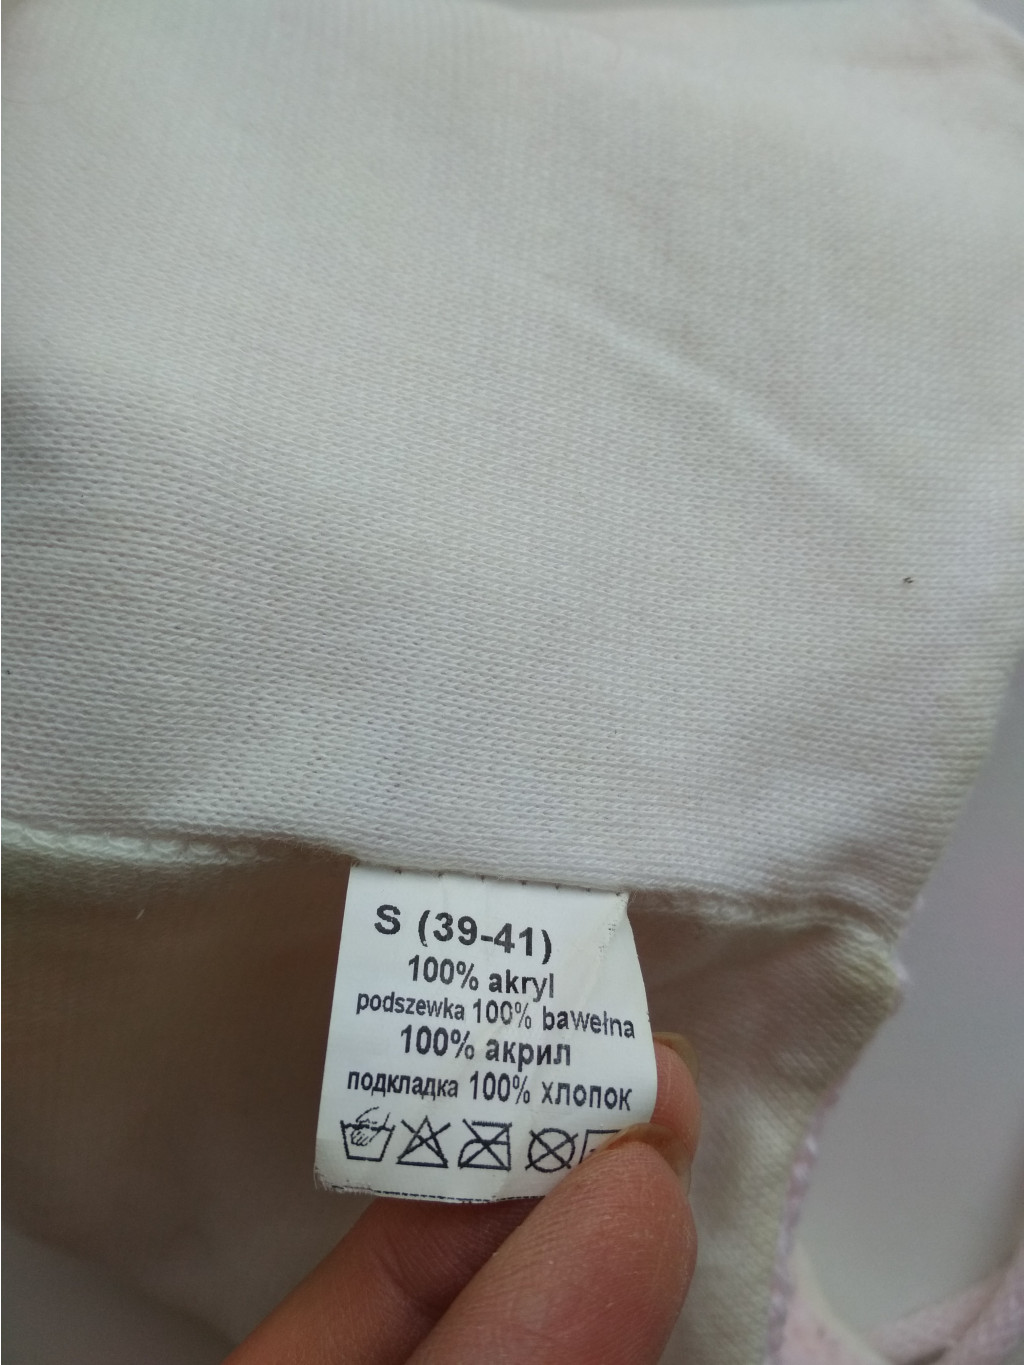 S (39-41)
100% akryl
podszewka 100% bawełna
100% акрил
подкладка 100% хлопок